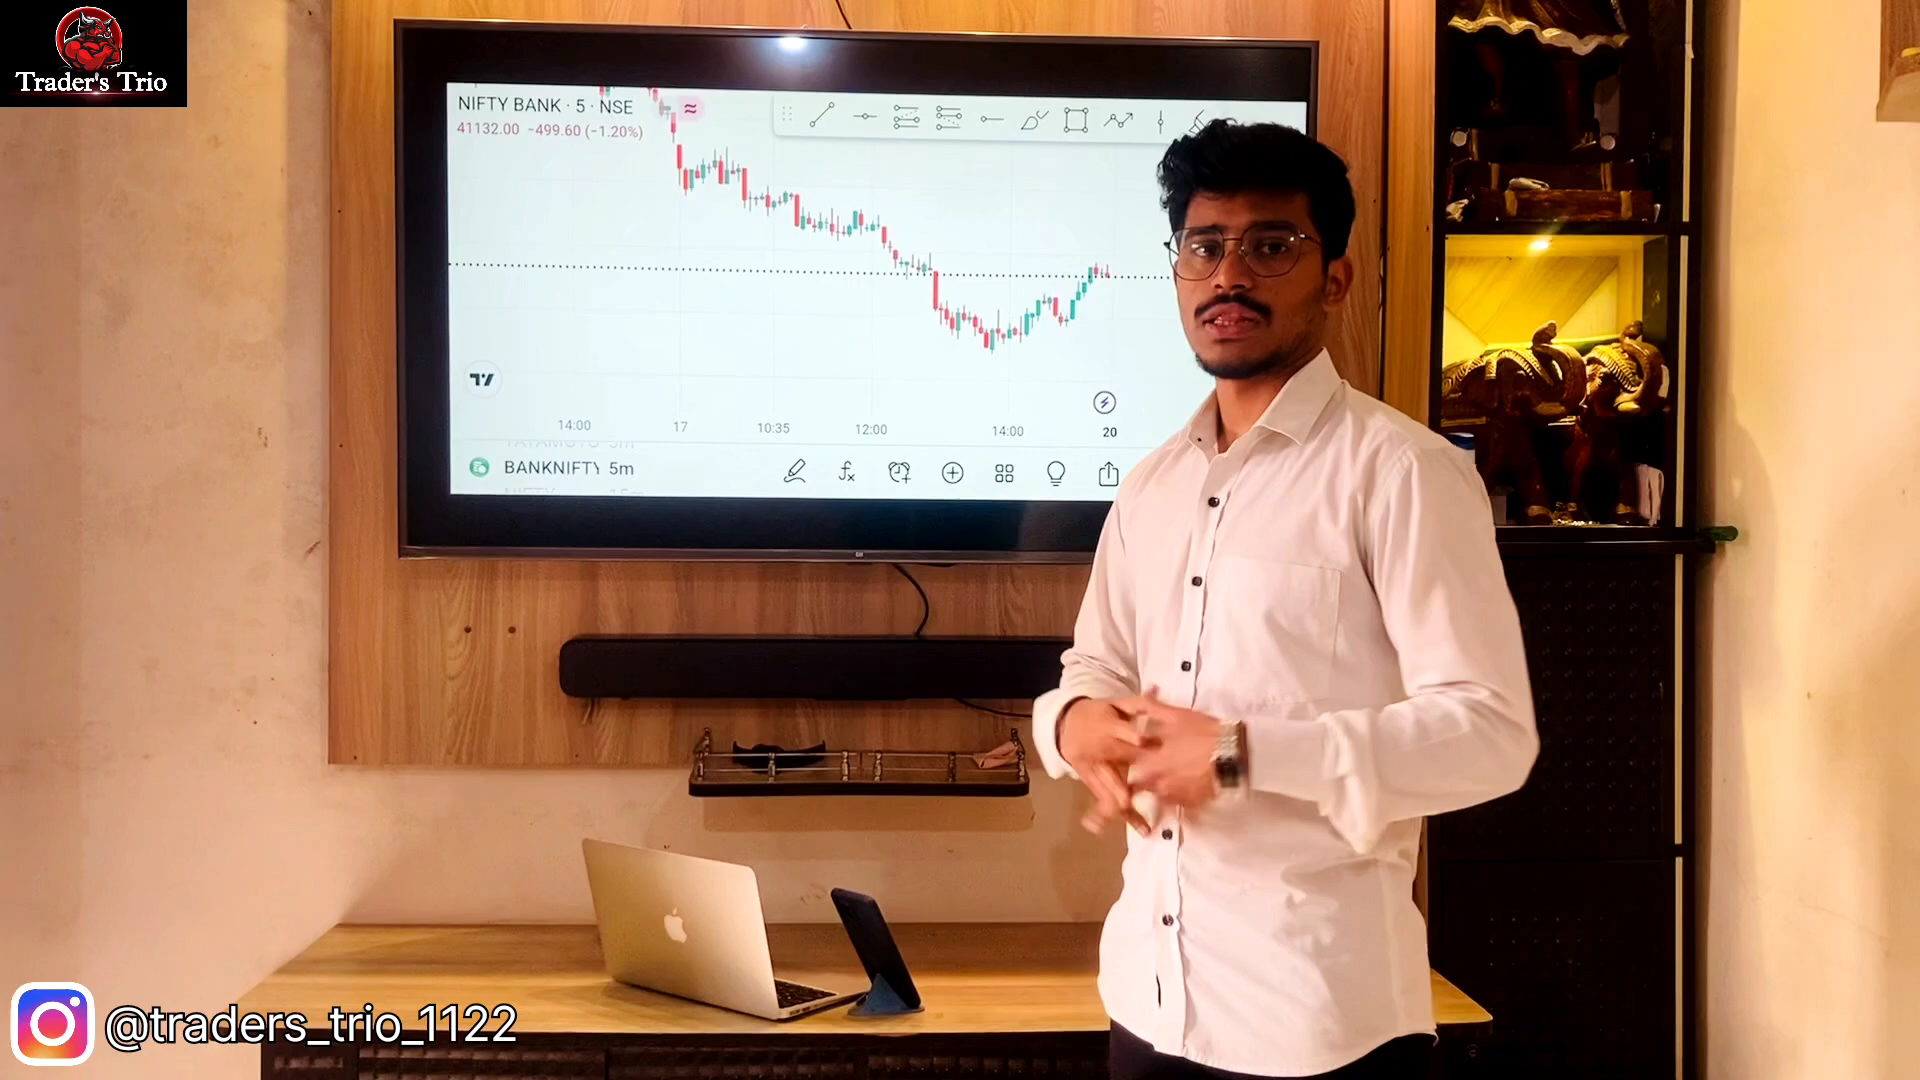 Trader's Trio
NIFTY BANK · 5 · NSE
41132.00 −499.60 (−1.20%)
14:00 17 10:35 12:00 14:00 20
BANKNIFTY 5m
@traders_trio_1122